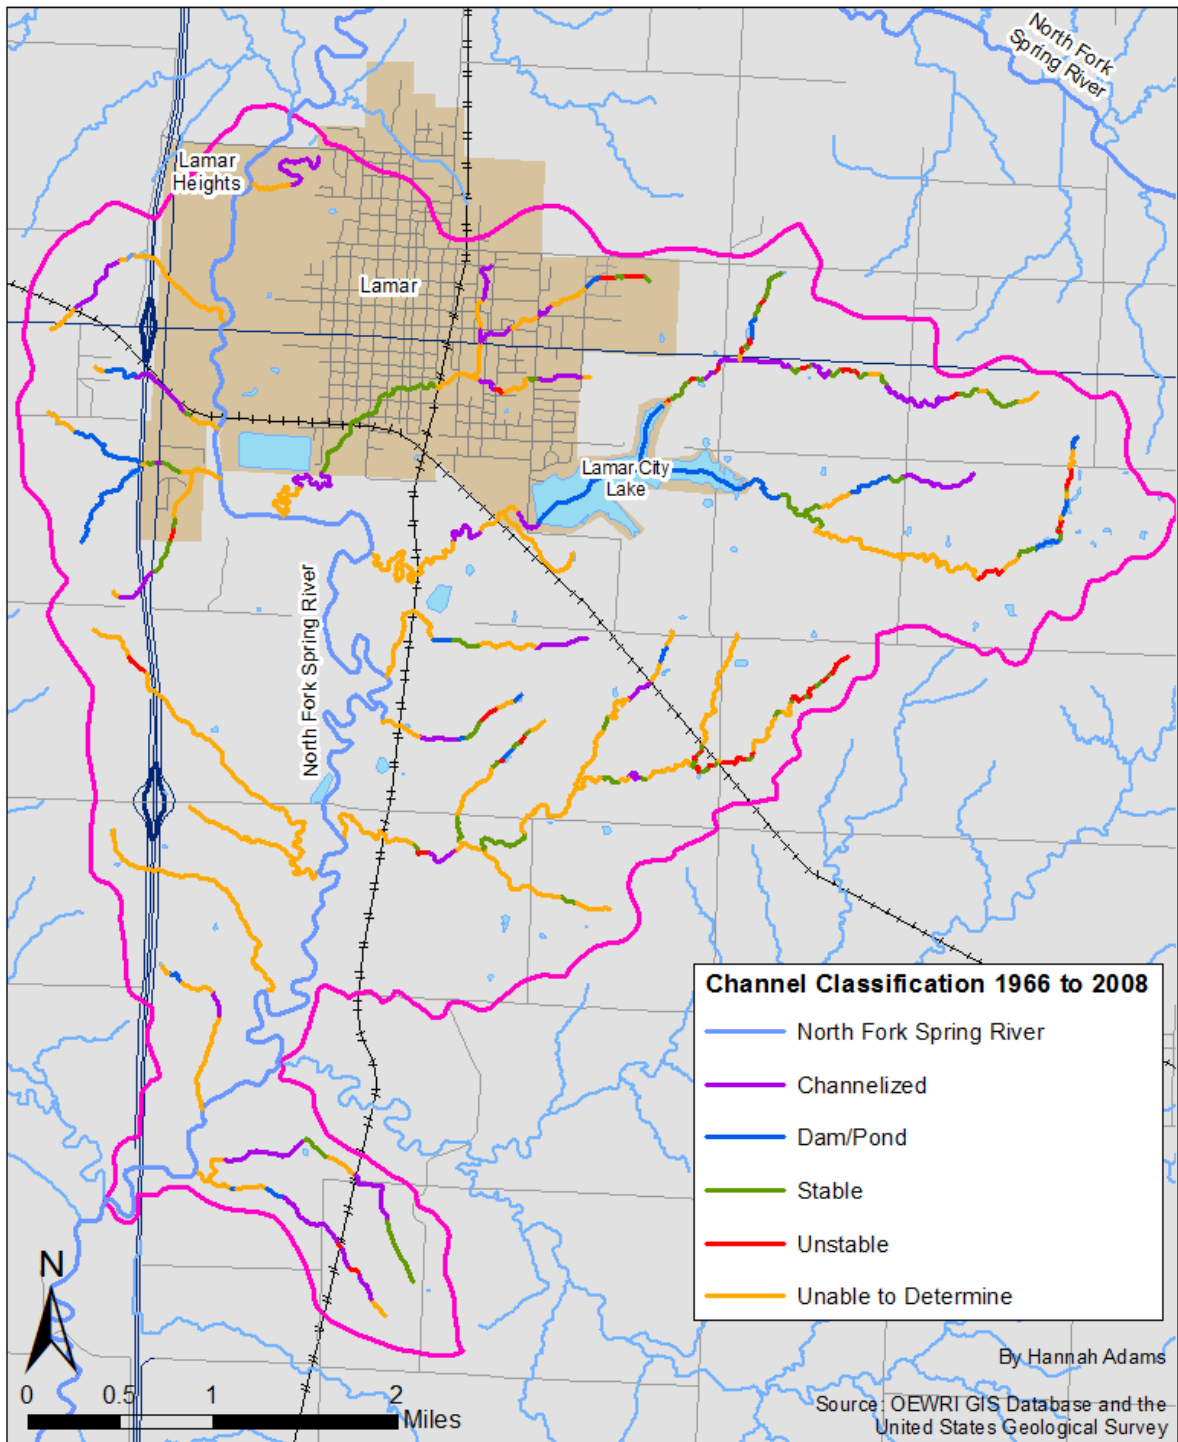 North Fork
Spring River
Lamar
Heights
Lamar
Lamar City
Lake
North Fork Spring River
Channel Classification 1966 to 2008
North Fork Spring River
Channelized
Dam/Pond
Stable
Unstable
Unable to Determine
N
0 0.5 1 2
Miles
By Hannah Adams
Source: OEWRI GIS Database and the
United States Geological Survey